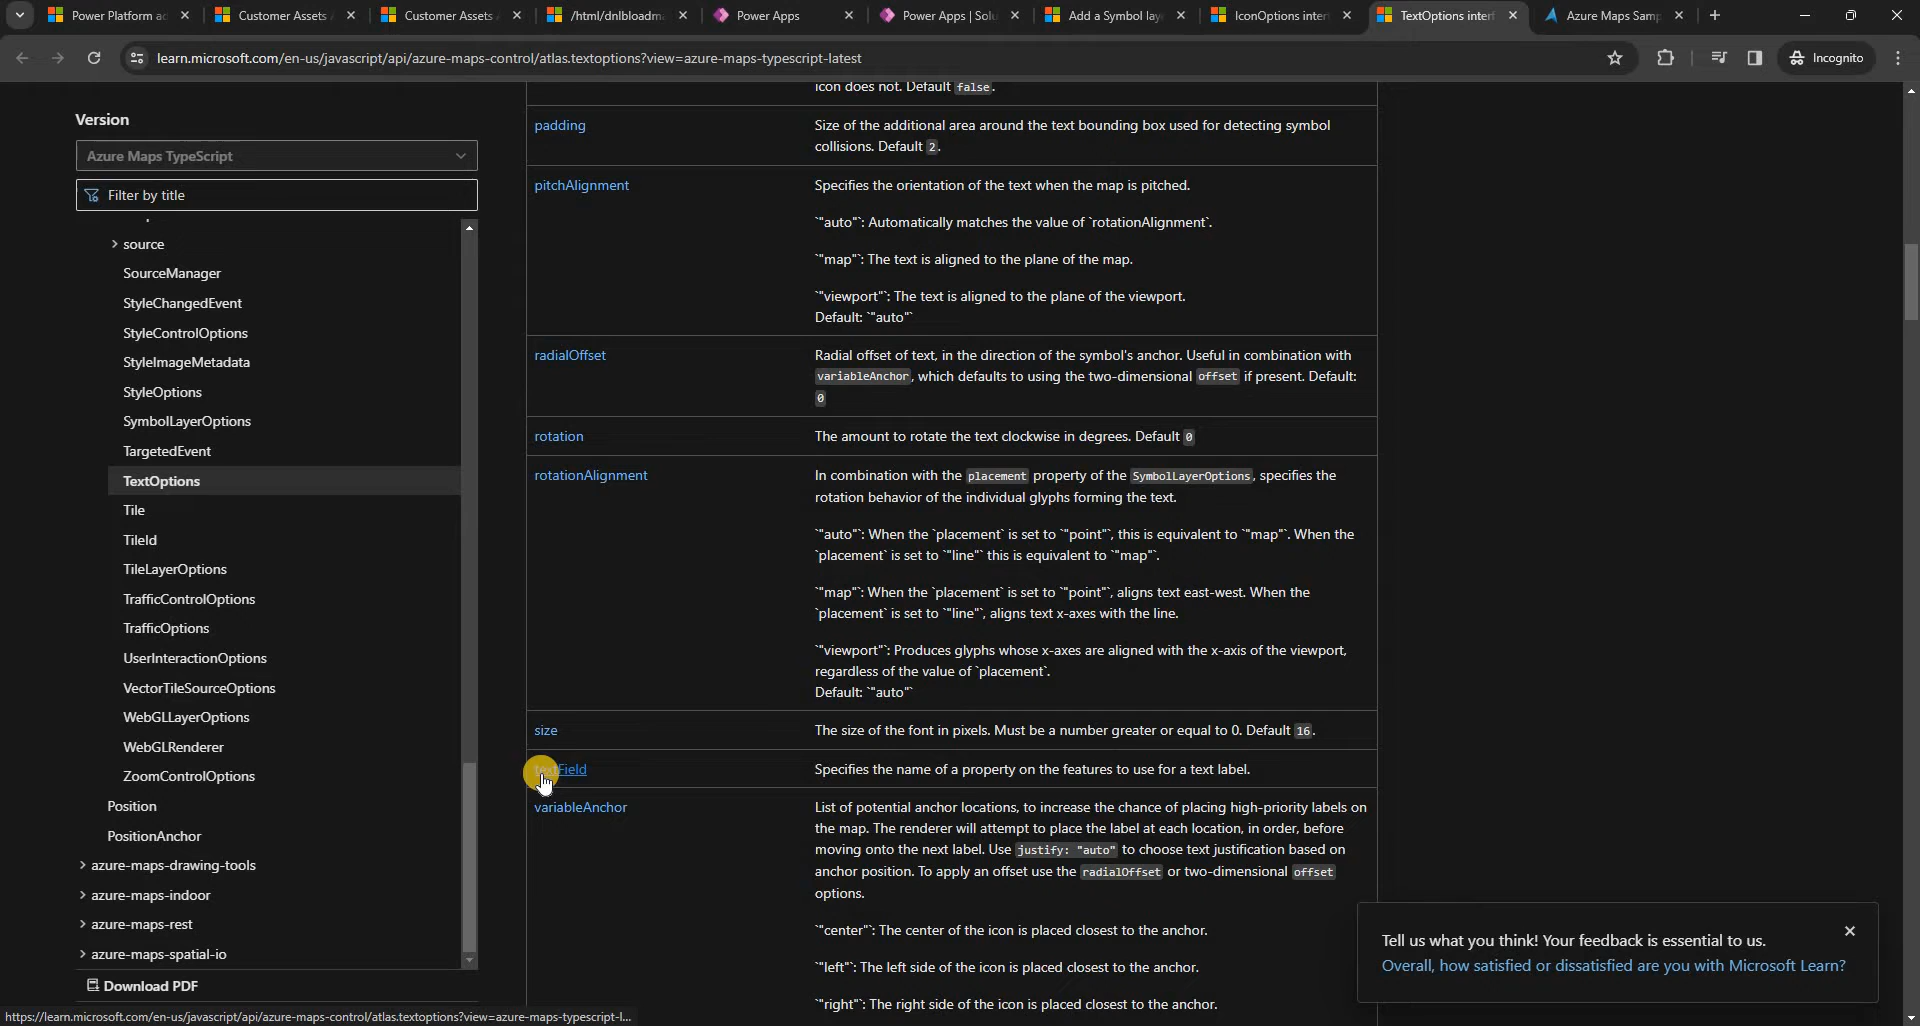 Power Platform ad
Customer Assets
Customer Assets
/html/dnlbloadm
Power Apps
Power Apps | Solu
Add a Symbol lay
IconOptions inter
TextOptions interf
Azure Maps Samp
learn.microsoft.com/en-us/javascript/api/azure-maps-control/atlas.textoptions?view=azure-maps-typescript-latest
Incognito
Version
Azure Maps TypeScript
Filter by title
source
SourceManager
StyleChangedEvent
StyleControlOptions
StyleImageMetadata
StyleOptions
SymbolLayerOptions
TargetedEvent
TextOptions
Tile
TileId
TileLayerOptions
TrafficControlOptions
TrafficOptions
UserInteractionOptions
VectorTileSourceOptions
WebGLLayerOptions
WebGLRenderer
ZoomControlOptions
Position
PositionAnchor
azure-maps-drawing-tools
azure-maps-indoor
azure-maps-rest
azure-maps-spatial-io
Download PDF
icon does not. Default false.
padding
Size of the additional area around the text bounding box used for detecting symbol
collisions. Default 2.
pitchAlignment
Specifies the orientation of the text when the map is pitched.
`"auto"`: Automatically matches the value of `rotationAlignment`.
`"map"`: The text is aligned to the plane of the map.
`"viewport"`: The text is aligned to the plane of the viewport.
Default: `"auto"`
radialOffset
Radial offset of text, in the direction of the symbol's anchor. Useful in combination with
variableAnchor, which defaults to using the two-dimensional offset if present. Default:
0
rotation
The amount to rotate the text clockwise in degrees. Default 0
rotationAlignment
In combination with the placement property of the SymbolLayerOptions, specifies the
rotation behavior of the individual glyphs forming the text.
`"auto"`: When the `placement` is set to `"point"`, this is equivalent to `"map"`. When the
`placement` is set to `"line"` this is equivalent to `"map"`.
`"map"`: When the `placement` is set to `"point"`, aligns text east-west. When the
`placement` is set to `"line"`, aligns text x-axes with the line.
`"viewport"`: Produces glyphs whose x-axes are aligned with the x-axis of the viewport,
regardless of the value of `placement`.
Default: `"auto"`
size
The size of the font in pixels. Must be a number greater or equal to 0. Default 16.
textField
Specifies the name of a property on the features to use for a text label.
variableAnchor
List of potential anchor locations, to increase the chance of placing high-priority labels on
the map. The renderer will attempt to place the label at each location, in order, before
moving onto the next label. Use justify: "auto" to choose text justification based on
anchor position. To apply an offset use the radialOffset or two-dimensional offset
options.
`"center"`: The center of the icon is placed closest to the anchor.
`"left"`: The left side of the icon is placed closest to the anchor.
`"right"`: The right side of the icon is placed closest to the anchor.
Tell us what you think! Your feedback is essential to us.
Overall, how satisfied or dissatisfied are you with Microsoft Learn?
https://learn.microsoft.com/en-us/javascript/api/azure-maps-control/atlas.textoptions?view=azure-maps-typescript-l...